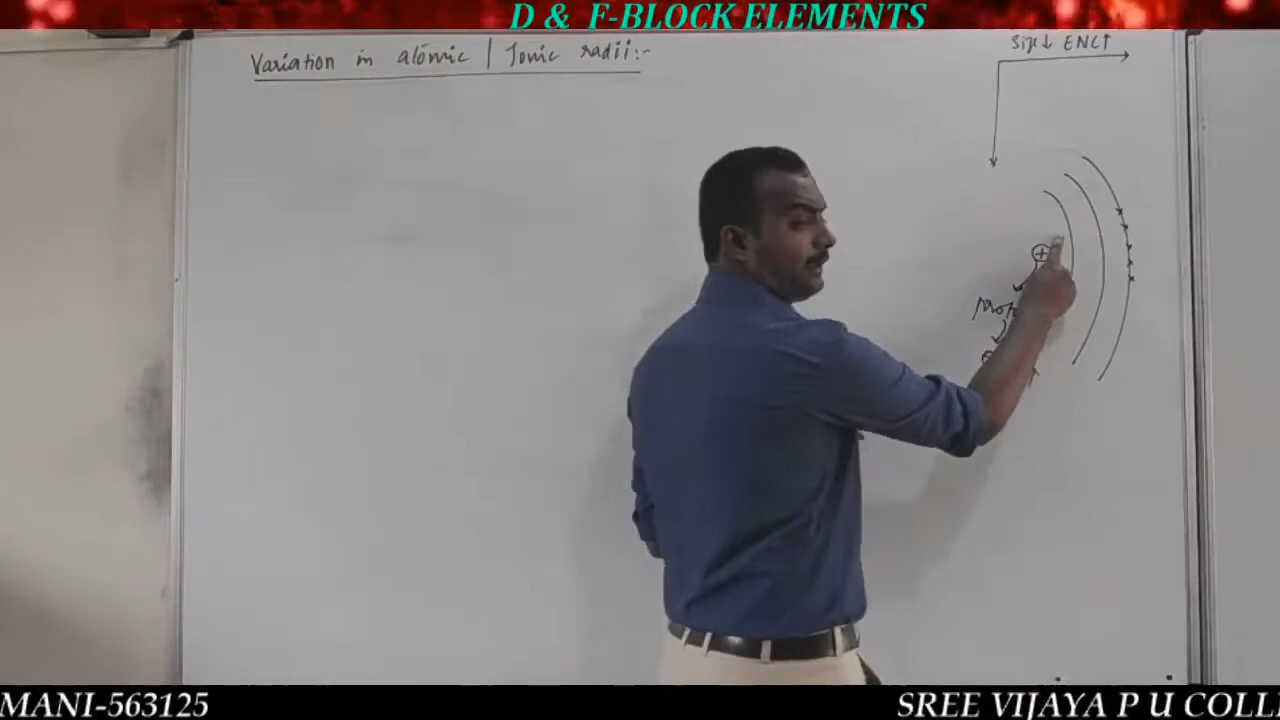 D & F-BLOCK ELEMENTS
Variation in atomic | Ionic radii:-
Size↓ ENC↑
+
MANI-563125
SREE VIJAYA P U COLL